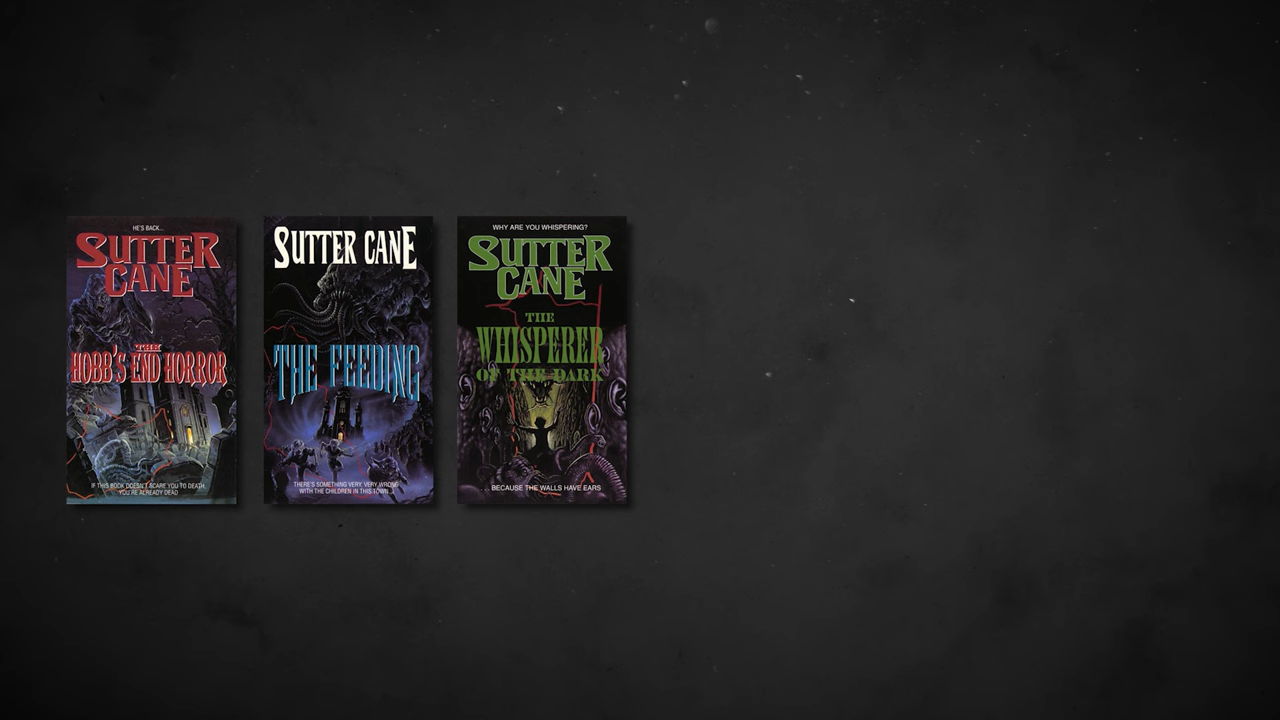 HE'S BACK...
SUTTER
CANE
THE
HOBB'S END HORROR
IF THIS BOOK DOESN'T SCARE YOU TO DEATH,
YOU'RE ALREADY DEAD
SUTTER CANE
THE FEEDING
THERE'S SOMETHING VERY, VERY WRONG
WITH THE CHILDREN IN THIS TOWN...
WHY ARE YOU WHISPERING?
SUTTER
CANE
THE
WHISPERER
OF THE DARK
...BECAUSE THE WALLS HAVE EARS